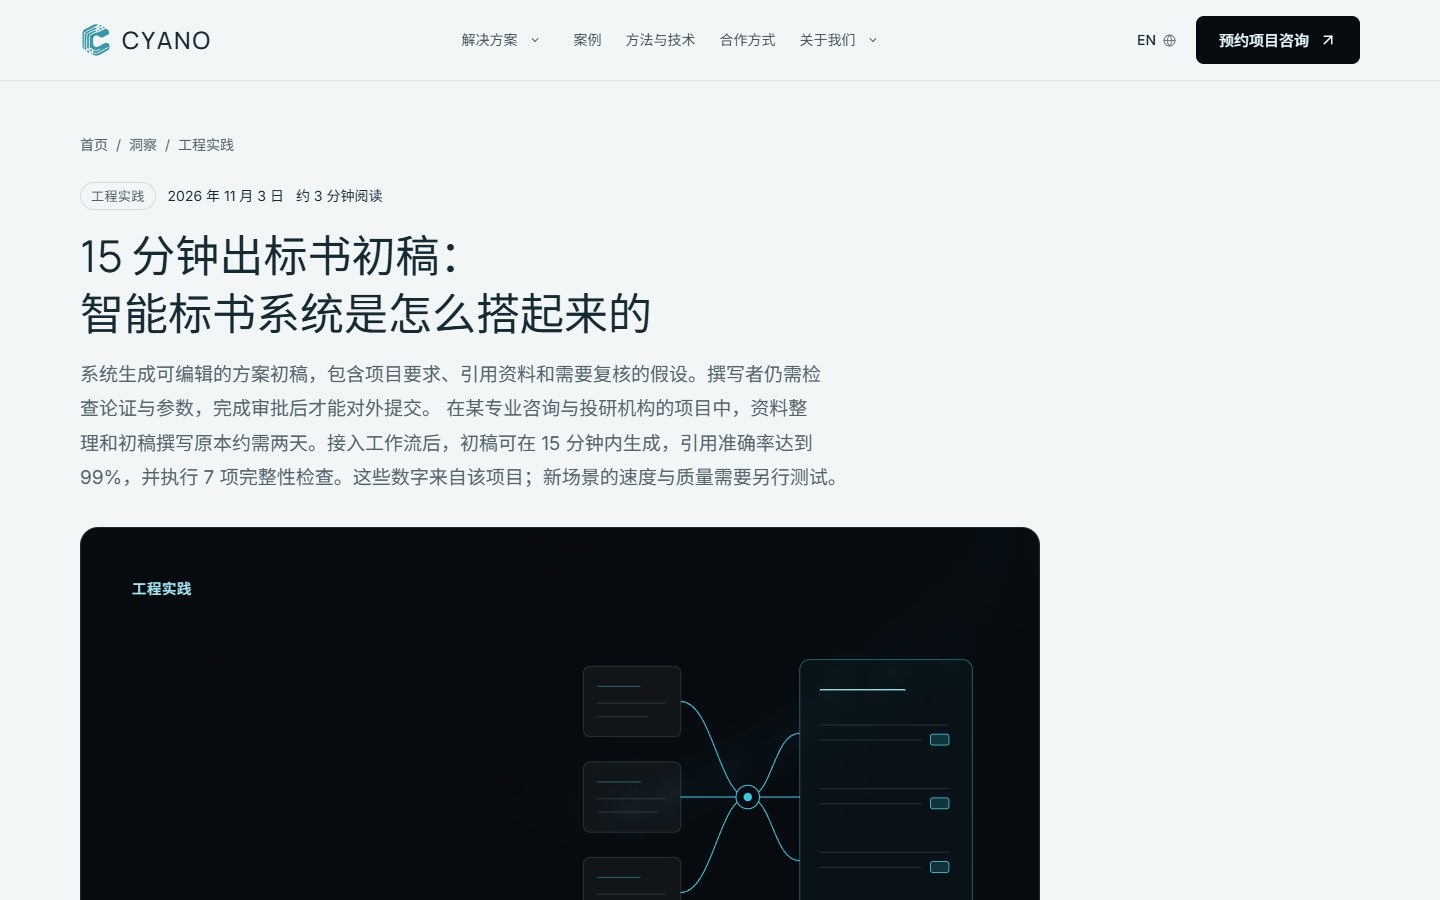 CYANO
解决方案
案例
方法与技术
合作方式
关于我们
EN
预约项目咨询
首页 / 洞察 / 工程实践
工程实践 2026 年 11 月 3 日 约 3 分钟阅读
15 分钟出标书初稿：
智能标书系统是怎么搭起来的
系统生成可编辑的方案初稿，包含项目要求、引用资料和需要复核的假设。撰写者仍需检
查论证与参数，完成审批后才能对外提交。 在某专业咨询与投研机构的项目中，资料整
理和初稿撰写原本约需两天。接入工作流后，初稿可在 15 分钟内生成，引用准确率达到
99%，并执行 7 项完整性检查。这些数字来自该项目；新场景的速度与质量需要另行测试。
工程实践